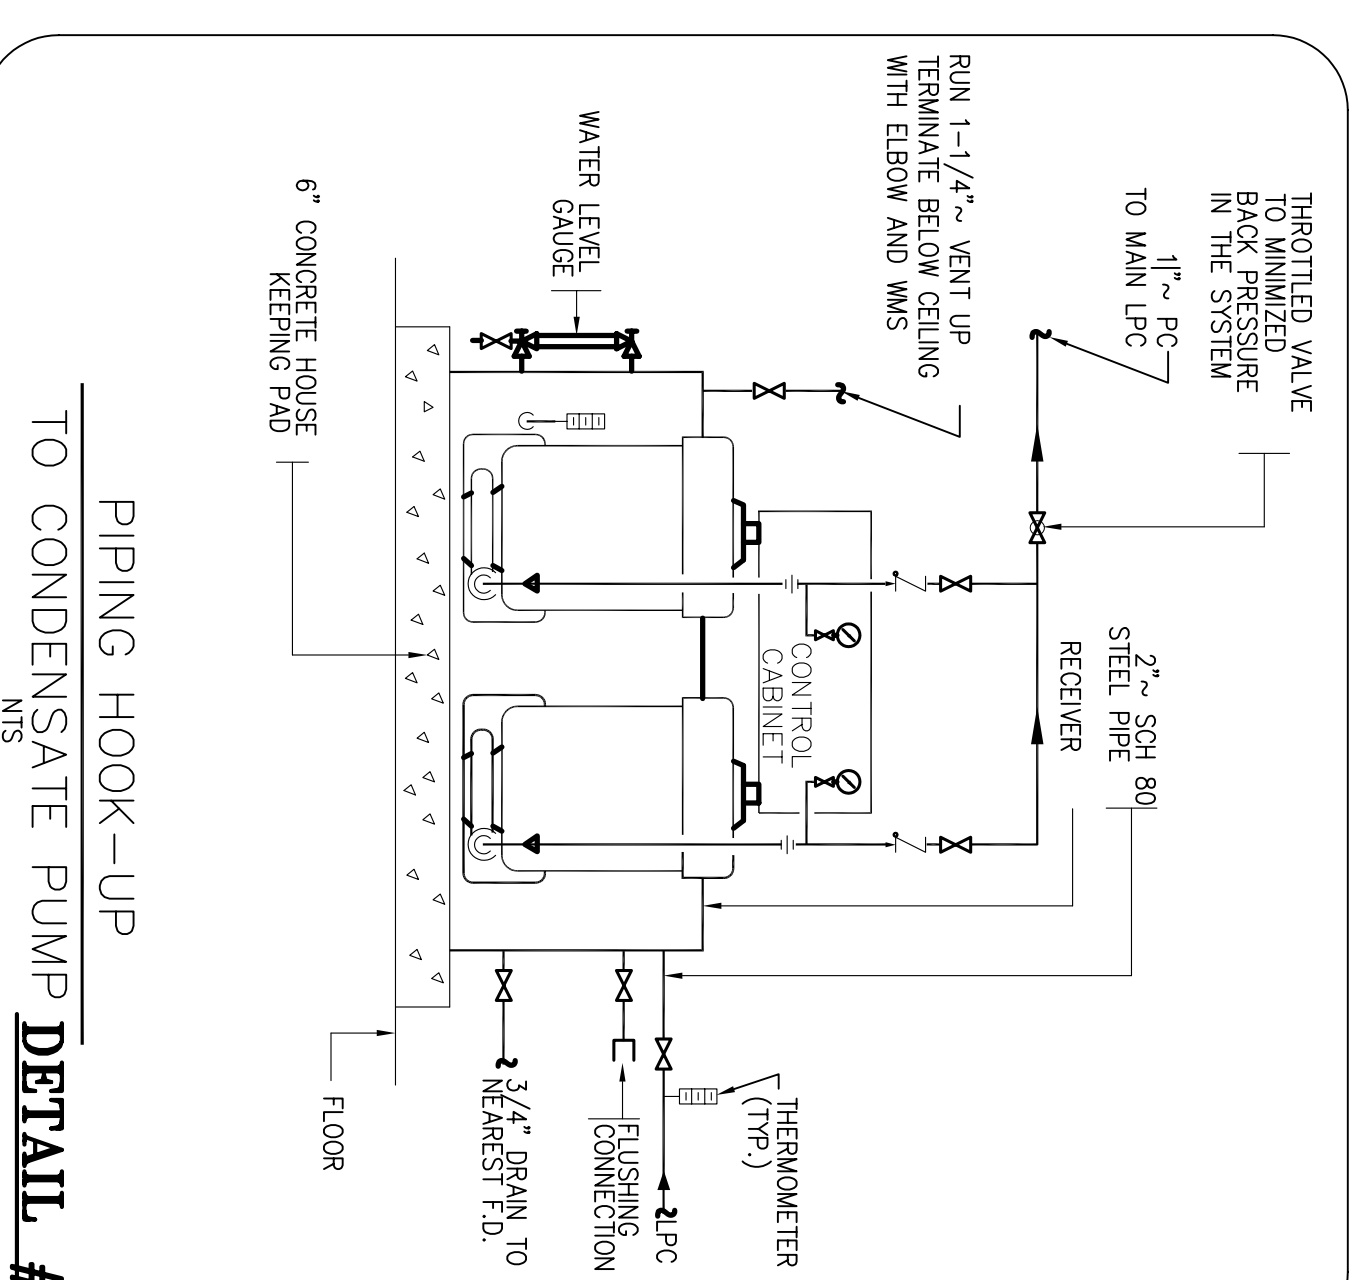 THROTTLED VALVE
TO MINIMIZED
BACK PRESSURE
IN THE SYSTEM
1"~ PC
TO MAIN LPC
RUN 1-1/4"~ VENT UP
TERMINATE BELOW CEILING
WITH ELBOW AND WMS
2"~ SCH 80
STEEL PIPE
RECEIVER
CONTROL
CABINET
WATER LEVEL
GAUGE
THERMOMETER
(TYP.)
LPC
FLUSHING
CONNECTION
3/4" DRAIN TO
NEAREST F.D.
6" CONCRETE HOUSE
KEEPING PAD
FLOOR
PIPING HOOK-UP
TO CONDENSATE PUMP
NTS
DETAIL #